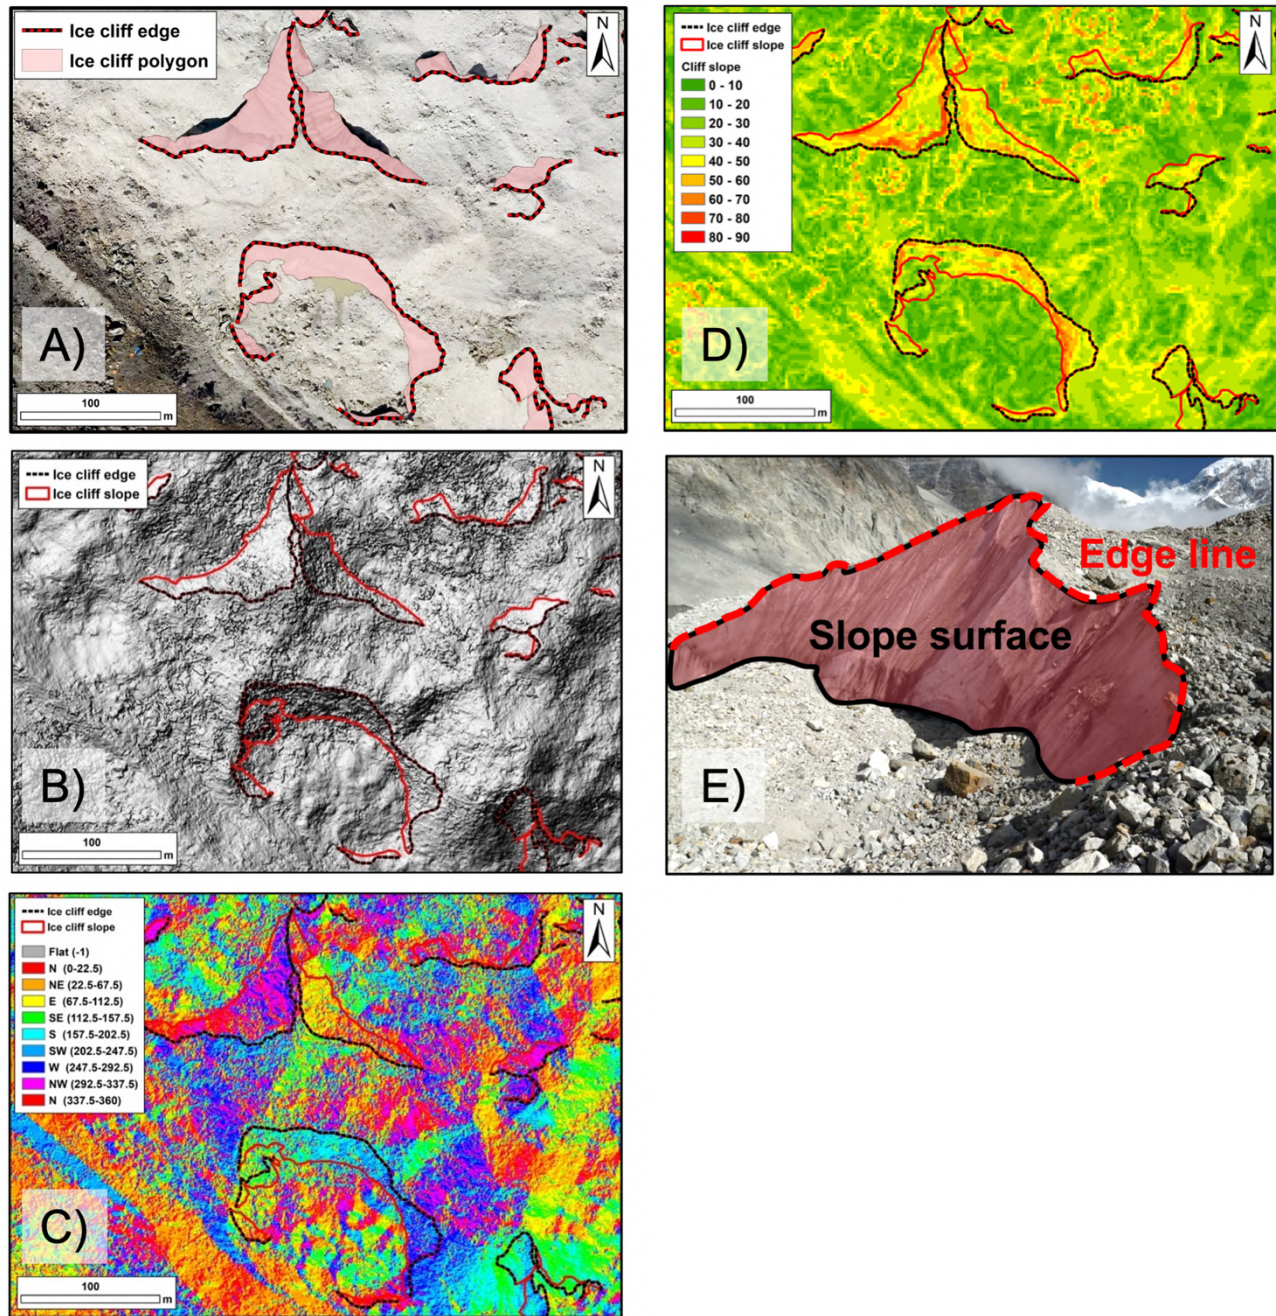 Ice cliff edge
Ice cliff polygon
N
A)
100
m
Ice cliff edge
Ice cliff slope
Cliff slope
0 - 10
10 - 20
20 - 30
30 - 40
40 - 50
50 - 60
60 - 70
70 - 80
80 - 90
N
D)
100
m
Ice cliff edge
Ice cliff slope
N
B)
100
m
Edge line
Slope surface
E)
Ice cliff edge
Ice cliff slope
Flat (-1)
N (0-22.5)
NE (22.5-67.5)
E (67.5-112.5)
SE (112.5-157.5)
S (157.5-202.5)
SW (202.5-247.5)
W (247.5-292.5)
NW (292.5-337.5)
N (337.5-360)
N
C)
100
m